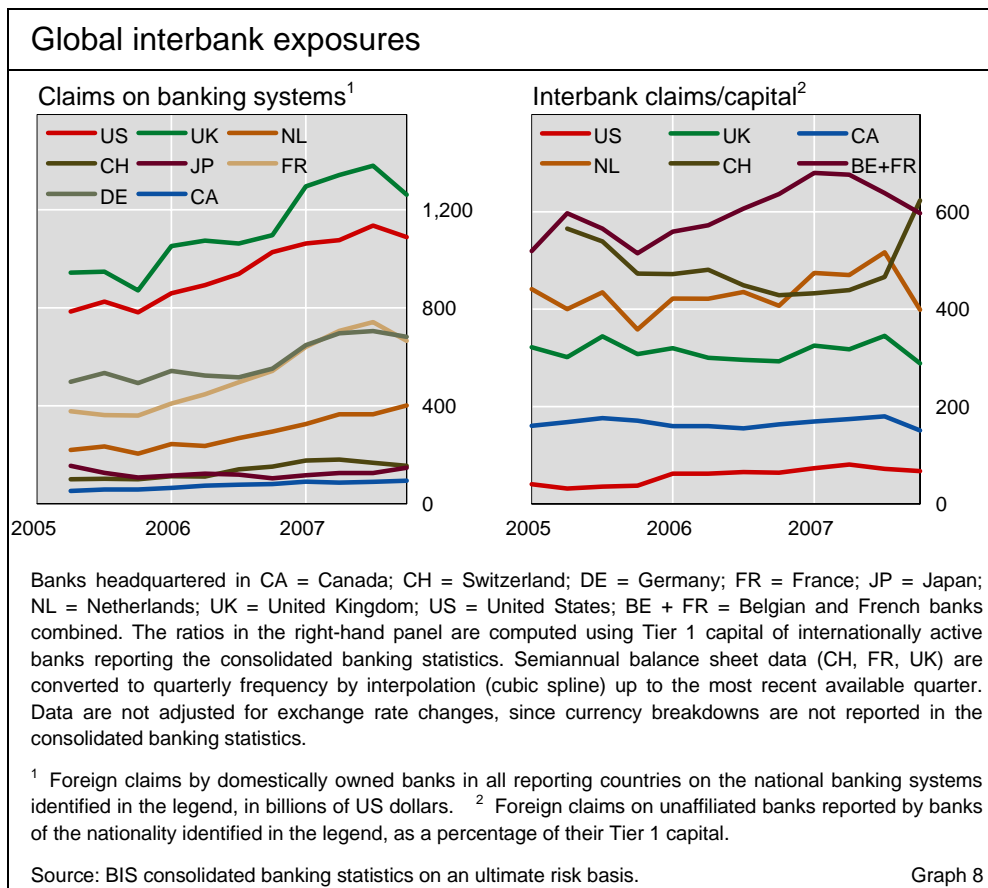 Global interbank exposures
Claims on banking systems1
US UK NL
CH JP FR
DE CA
1,200
800
400
0
2005 2006 2007
Interbank claims/capital2
US UK CA
NL CH BE+FR
600
400
200
0
2005 2006 2007
Banks headquartered in CA = Canada; CH = Switzerland; DE = Germany; FR = France; JP = Japan;
NL = Netherlands; UK = United Kingdom; US = United States; BE + FR = Belgian and French banks
combined. The ratios in the right-hand panel are computed using Tier 1 capital of internationally active
banks reporting the consolidated banking statistics. Semiannual balance sheet data (CH, FR, UK) are
converted to quarterly frequency by interpolation (cubic spline) up to the most recent available quarter.
Data are not adjusted for exchange rate changes, since currency breakdowns are not reported in the
consolidated banking statistics.
1 Foreign claims by domestically owned banks in all reporting countries on the national banking systems
identified in the legend, in billions of US dollars. 2 Foreign claims on unaffiliated banks reported by banks
of the nationality identified in the legend, as a percentage of their Tier 1 capital.
Source: BIS consolidated banking statistics on an ultimate risk basis. Graph 8